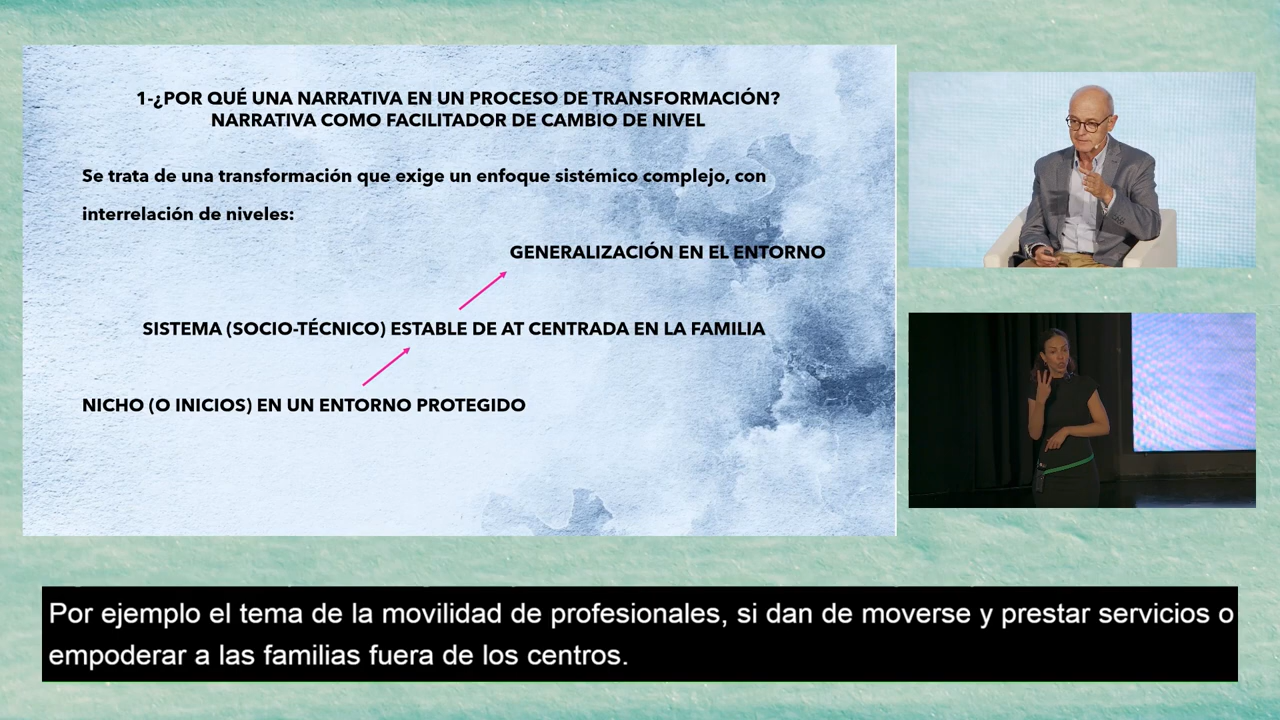 1-¿POR QUÉ UNA NARRATIVA EN UN PROCESO DE TRANSFORMACIÓN?
NARRATIVA COMO FACILITADOR DE CAMBIO DE NIVEL
Se trata de una transformación que exige un enfoque sistémico complejo, con
interrelación de niveles:
GENERALIZACIÓN EN EL ENTORNO
SISTEMA (SOCIO-TÉCNICO) ESTABLE DE AT CENTRADA EN LA FAMILIA
NICHO (O INICIOS) EN UN ENTORNO PROTEGIDO
Por ejemplo el tema de la movilidad de profesionales, si dan de moverse y prestar servicios o
empoderar a las familias fuera de los centros.